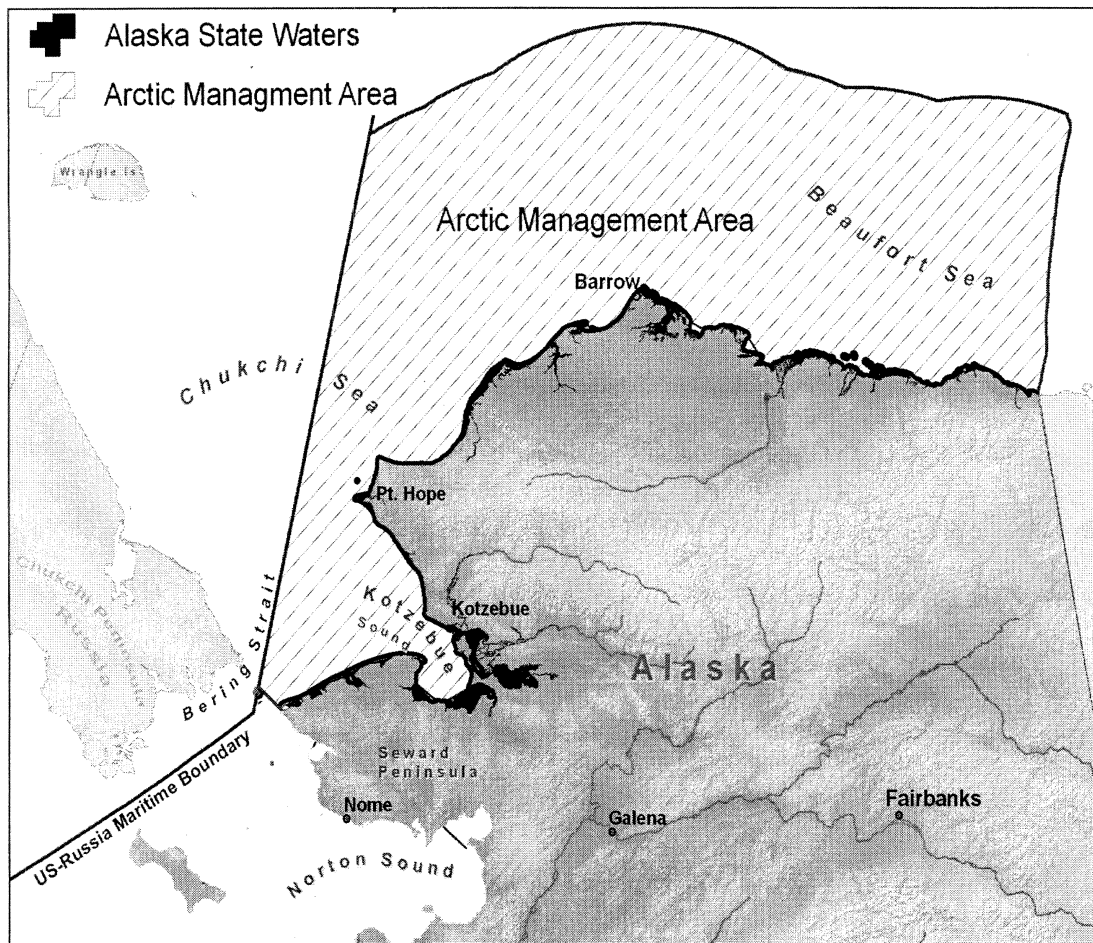 Alaska State Waters
Arctic Managment Area
Wrangle Is
Arctic Management Area
Beaufort Sea
Barrow
Chukchi Sea
Pt. Hope
Chukchi Peninsula
Russia
Bering Strait
Kotzebue
Sound
Kotzebue
Alaska
US-Russia Maritime Boundary
Seward
Peninsula
Nome
Galena
Fairbanks
Norton Sound